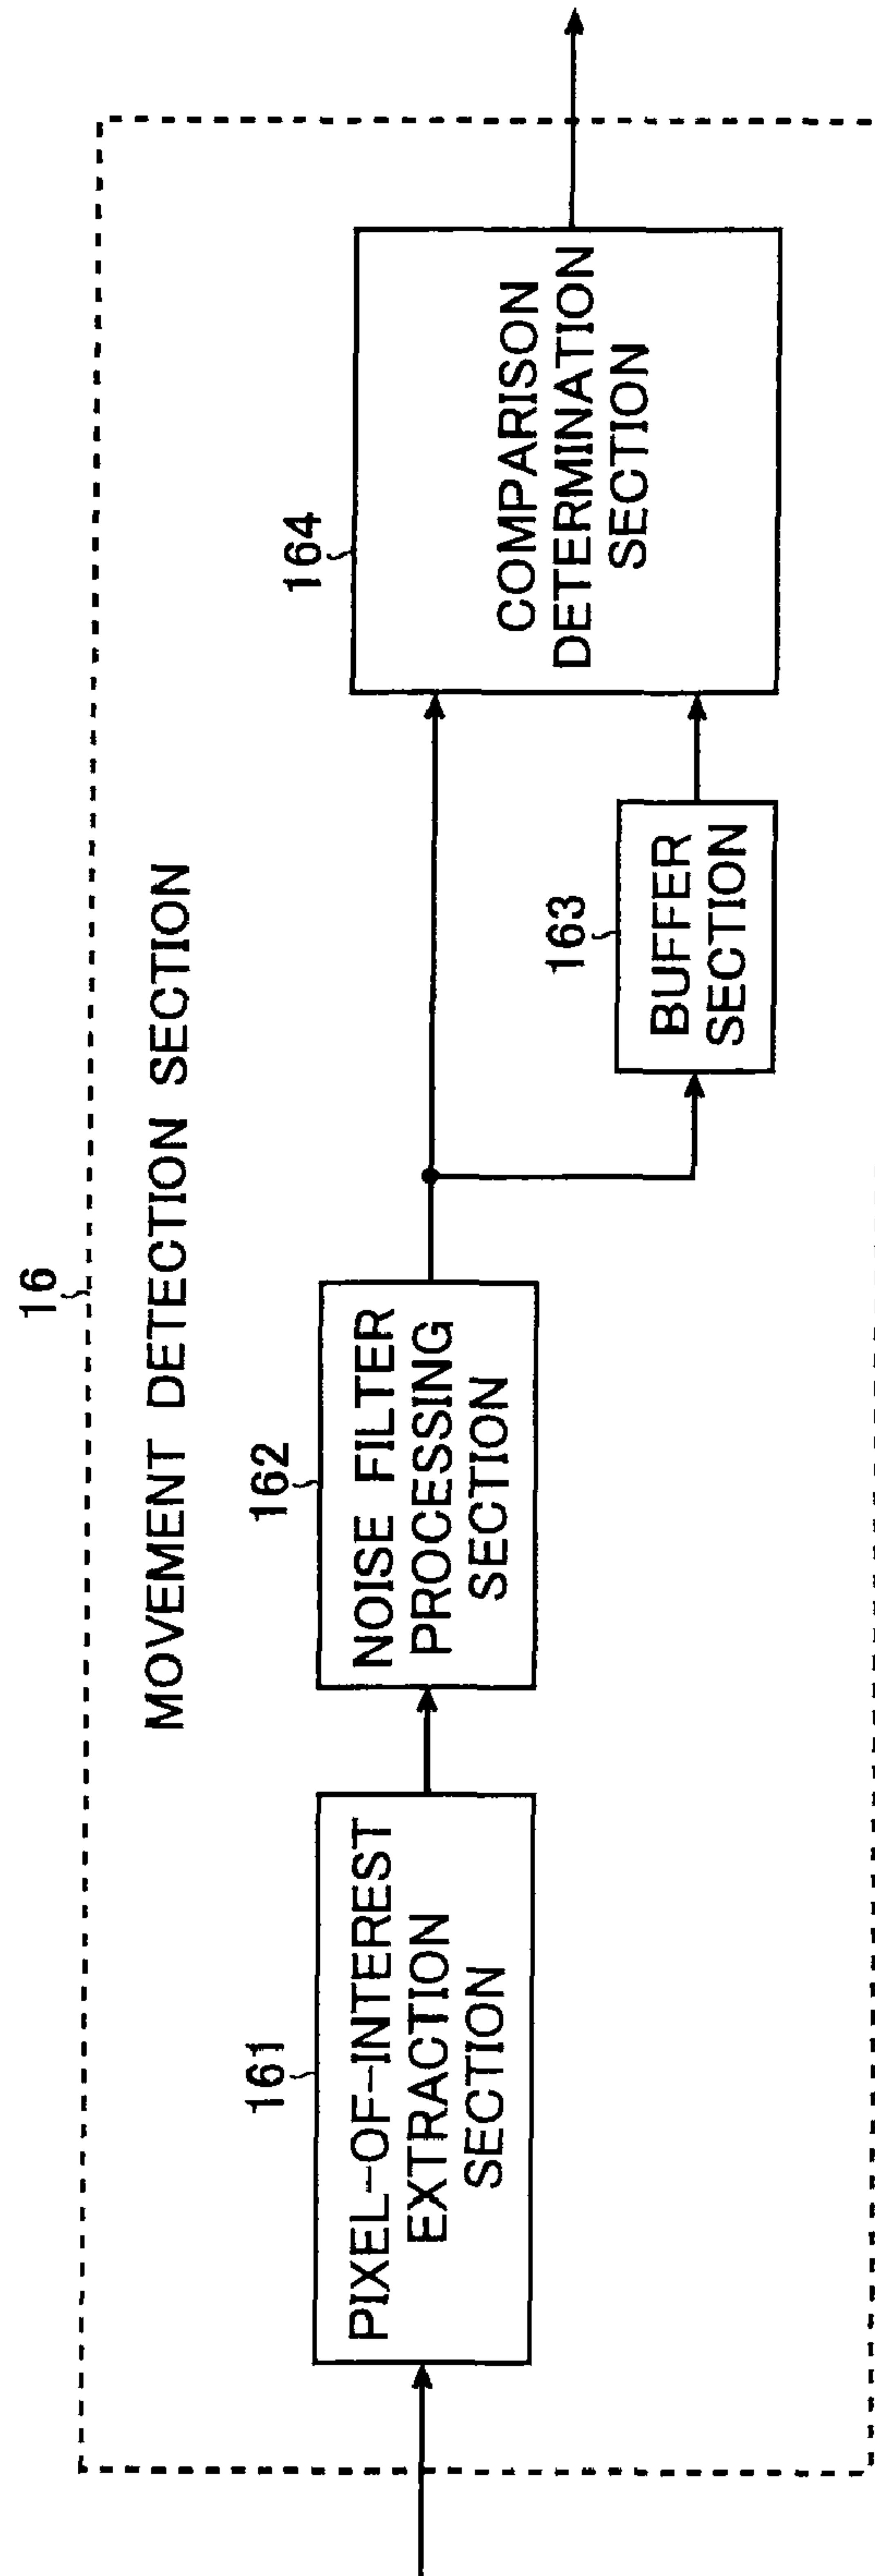 16
MOVEMENT DETECTION SECTION
161
PIXEL-OF-INTEREST
EXTRACTION
SECTION
162
NOISE FILTER
PROCESSING
SECTION
163
BUFFER
SECTION
164
COMPARISON
DETERMINATION
SECTION